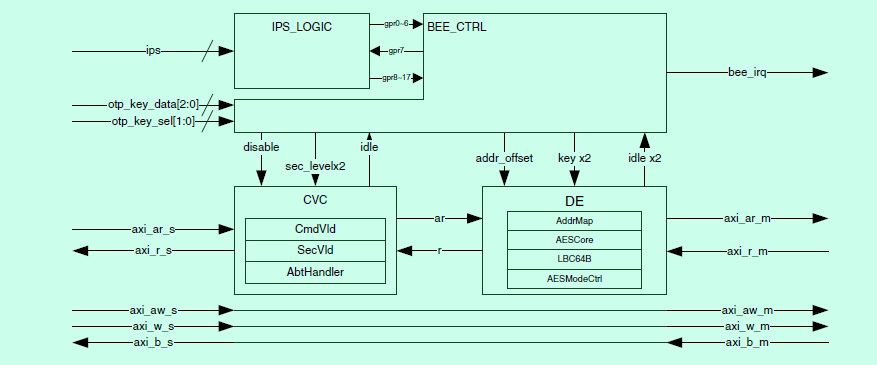 IPS_LOGIC
gpr0~6
BEE_CTRL
ips
gpr7
bee_irq
gpr8~17
otp_key_data[2:0]
otp_key_sel[1:0]
disable
sec_levelx2
idle
addr_offset
key x2
idle x2
CVC
DE
axi_ar_s
CmdVld
ar
AddrMap
axi_ar_m
AESCore
axi_r_s
SecVld
r
LBC64B
axi_r_m
AbtHandler
AESModeCtrl
axi_aw_s
axi_aw_m
axi_w_s
axi_w_m
axi_b_s
axi_b_m